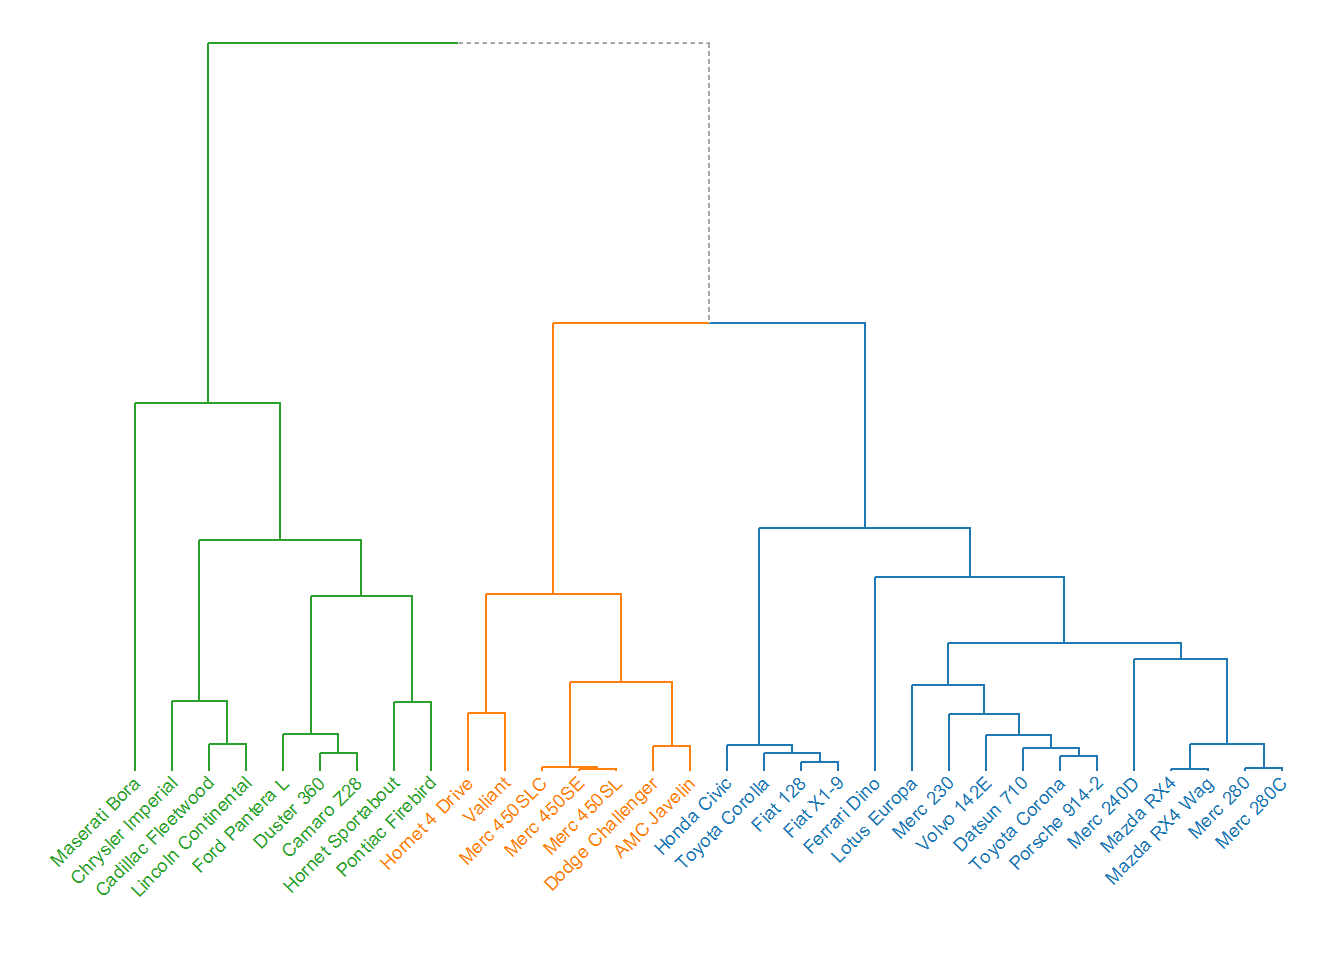 Maserati Bora
Chrysler Imperial
Cadillac Fleetwood
Lincoln Continental
Ford Pantera L
Duster 360
Camaro Z28
Hornet Sportabout
Pontiac Firebird
Hornet 4 Drive
Valiant
Merc 450SLC
Merc 450SE
Merc 450SL
Dodge Challenger
AMC Javelin
Honda Civic
Toyota Corolla
Fiat 128
Fiat X1-9
Ferrari Dino
Lotus Europa
Merc 230
Volvo 142E
Datsun 710
Toyota Corona
Porsche 914-2
Merc 240D
Mazda RX4
Mazda RX4 Wag
Merc 280
Merc 280C